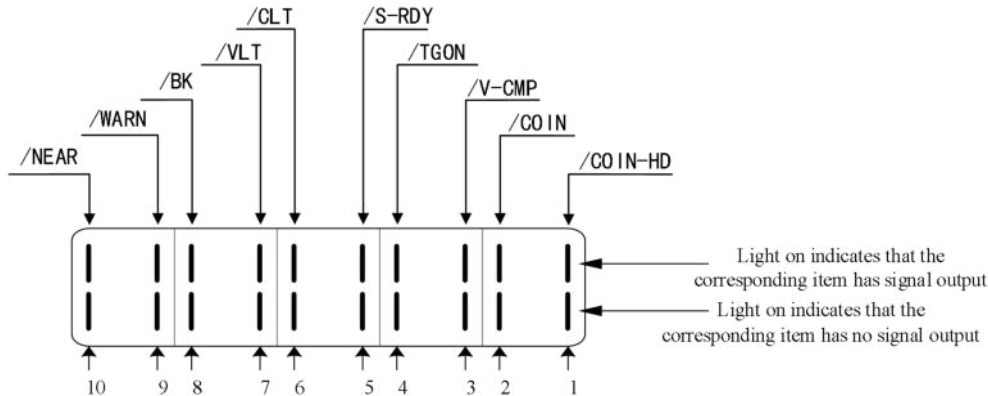 /CLT
/S-RDY
/VLT
/TGON
/BK
/V-CMP
/WARN
/COIN
/NEAR
/COIN-HD
Light on indicates that the
corresponding item has signal output
Light on indicates that the
corresponding item has no signal output
10 9 8 7 6 5 4 3 2 1